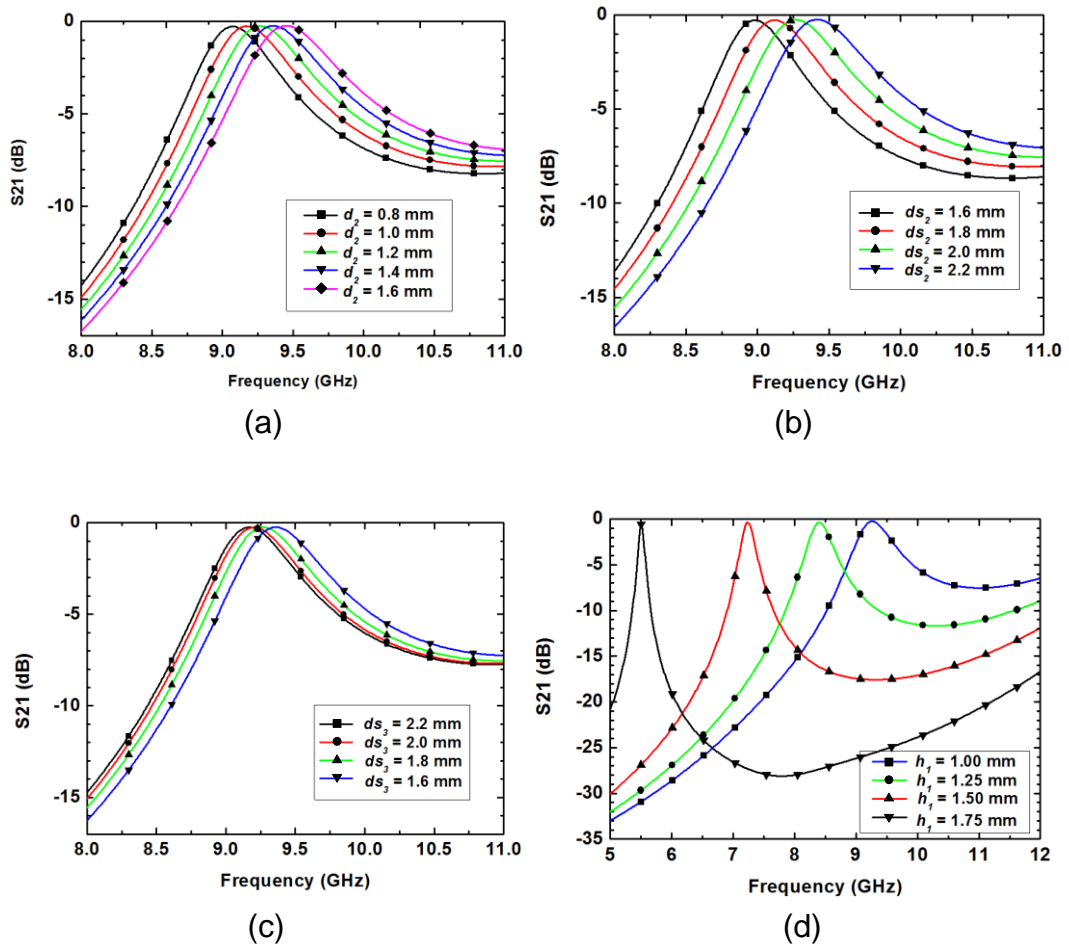 0
-5
-10
-15
S21 (dB)
8.0 8.5 9.0 9.5 10.0 10.5 11.0
Frequency (GHz)
d2 = 0.8 mm
d2 = 1.0 mm
d2 = 1.2 mm
d2 = 1.4 mm
d2 = 1.6 mm
(a)
0
-5
-10
-15
S21 (dB)
8.0 8.5 9.0 9.5 10.0 10.5 11.0
Frequency (GHz)
ds2 = 1.6 mm
ds2 = 1.8 mm
ds2 = 2.0 mm
ds2 = 2.2 mm
(b)
0
-5
-10
-15
S21 (dB)
8.0 8.5 9.0 9.5 10.0 10.5 11.0
Frequency (GHz)
ds3 = 2.2 mm
ds3 = 2.0 mm
ds3 = 1.8 mm
ds3 = 1.6 mm
(c)
0
-5
-10
-15
-20
-25
-30
-35
S21 (dB)
5 6 7 8 9 10 11 12
Frequency (GHz)
h1 = 1.00 mm
h1 = 1.25 mm
h1 = 1.50 mm
h1 = 1.75 mm
(d)